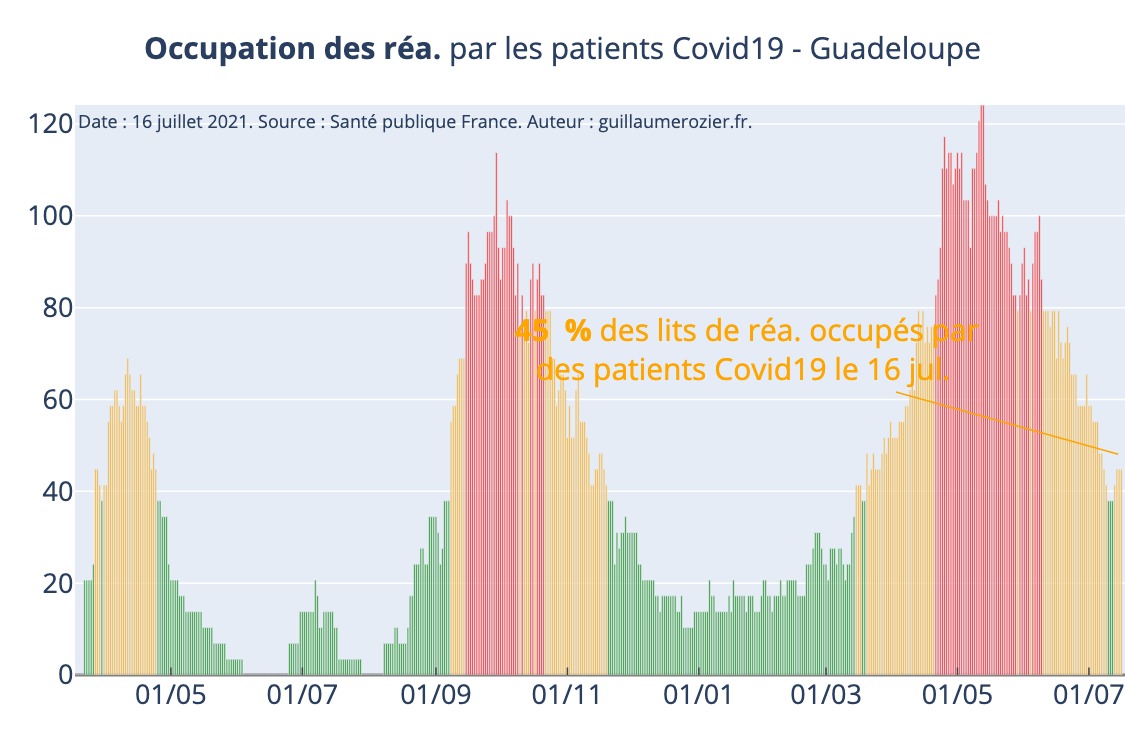 Occupation des réa. par les patients Covid19 - Guadeloupe
Date : 16 juillet 2021. Source : Santé publique France. Auteur : guillaumerozier.fr.
120
100
80
60
40
20
0
45 % des lits de réa. occupés par
des patients Covid19 le 16 jul.
01/05 01/07 01/09 01/11 01/01 01/03 01/05 01/07